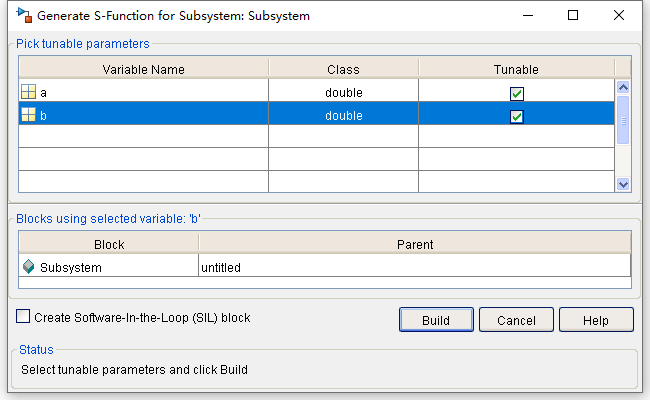 Generate S-Function for Subsystem: Subsystem
Pick tunable parameters
Variable Name Class Tunable
a double
b double
Blocks using selected variable: 'b'
Block Parent
Subsystem untitled
Create Software-In-the-Loop (SIL) block Build Cancel Help
Status
Select tunable parameters and click Build